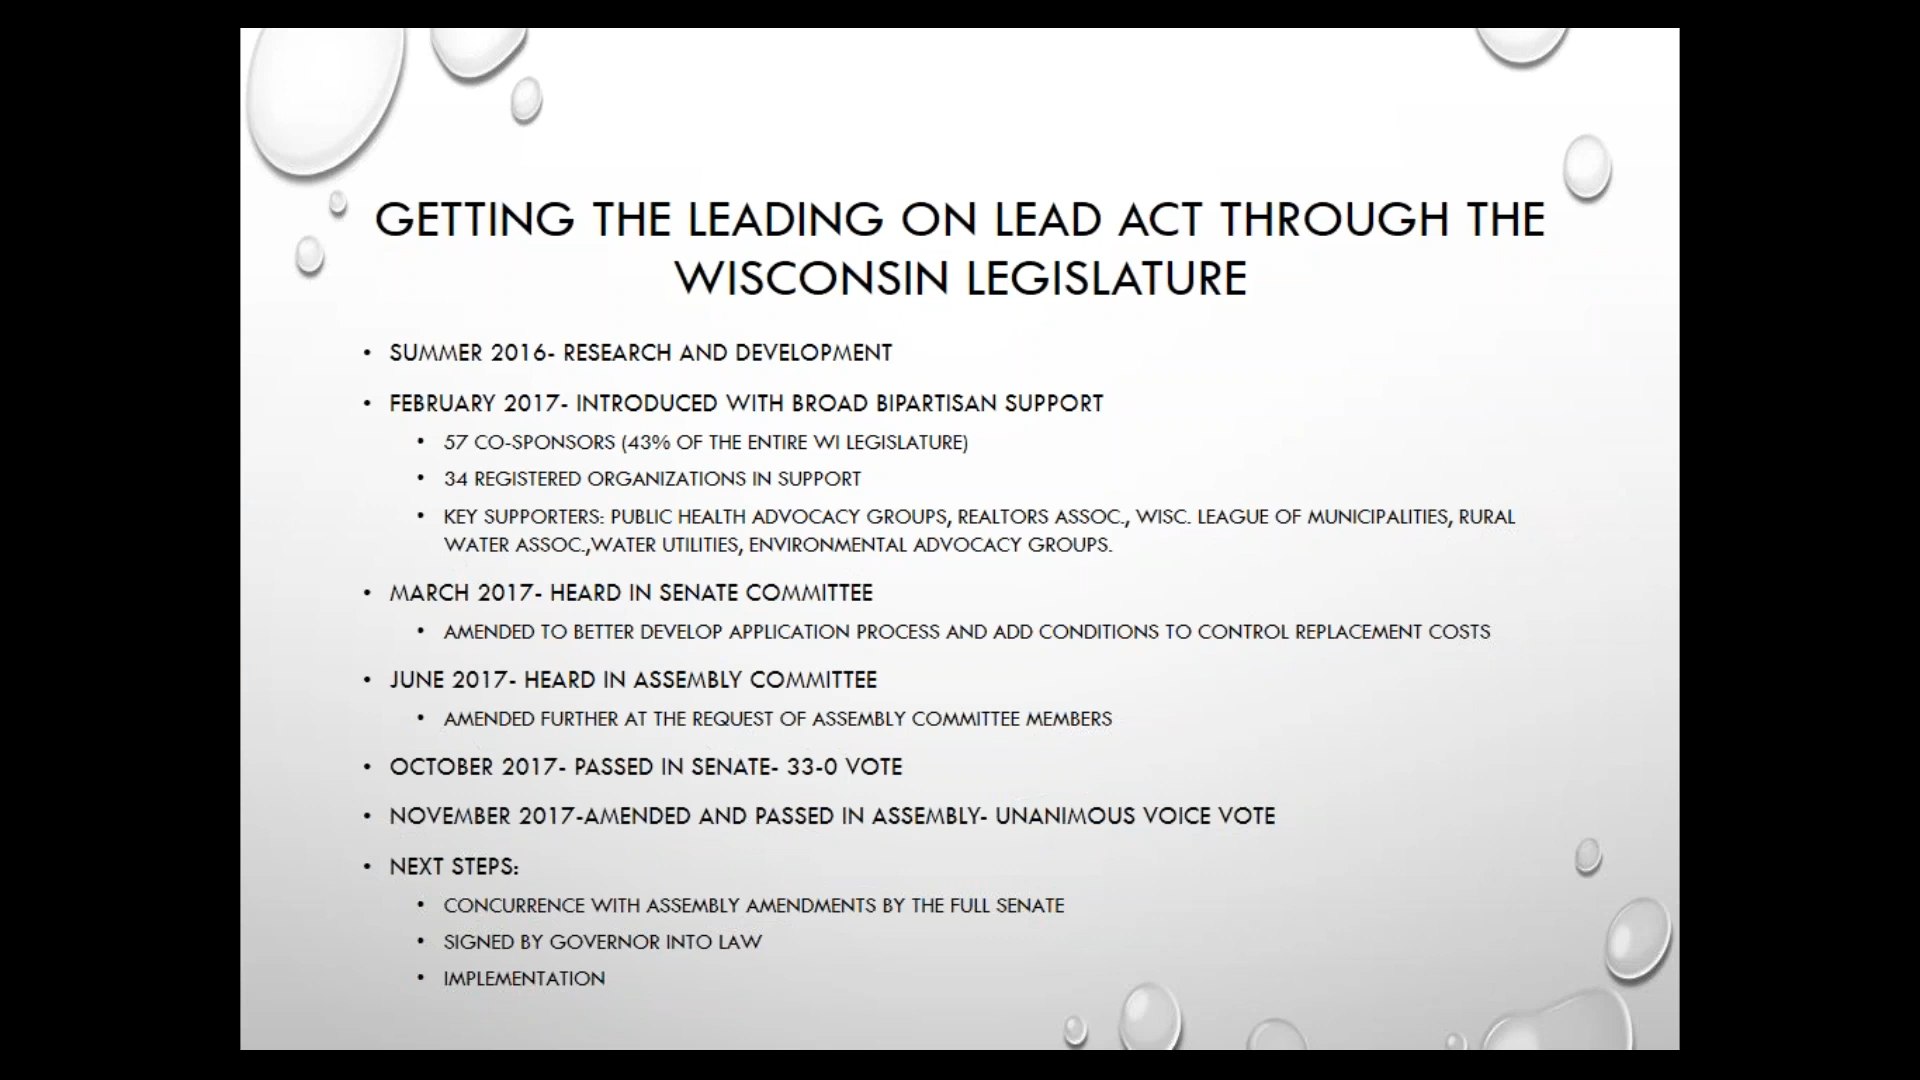 GETTING THE LEADING ON LEAD ACT THROUGH THE
WISCONSIN LEGISLATURE
• SUMMER 2016- RESEARCH AND DEVELOPMENT
• FEBRUARY 2017- INTRODUCED WITH BROAD BIPARTISAN SUPPORT
• 57 CO-SPONSORS (43% OF THE ENTIRE WI LEGISLATURE)
• 34 REGISTERED ORGANIZATIONS IN SUPPORT
• KEY SUPPORTERS: PUBLIC HEALTH ADVOCACY GROUPS, REALTORS ASSOC., WISC. LEAGUE OF MUNICIPALITIES, RURAL
WATER ASSOC.,WATER UTILITIES, ENVIRONMENTAL ADVOCACY GROUPS.
• MARCH 2017- HEARD IN SENATE COMMITTEE
• AMENDED TO BETTER DEVELOP APPLICATION PROCESS AND ADD CONDITIONS TO CONTROL REPLACEMENT COSTS
• JUNE 2017- HEARD IN ASSEMBLY COMMITTEE
• AMENDED FURTHER AT THE REQUEST OF ASSEMBLY COMMITTEE MEMBERS
• OCTOBER 2017- PASSED IN SENATE- 33-0 VOTE
• NOVEMBER 2017-AMENDED AND PASSED IN ASSEMBLY- UNANIMOUS VOICE VOTE
• NEXT STEPS:
• CONCURRENCE WITH ASSEMBLY AMENDMENTS BY THE FULL SENATE
• SIGNED BY GOVERNOR INTO LAW
• IMPLEMENTATION